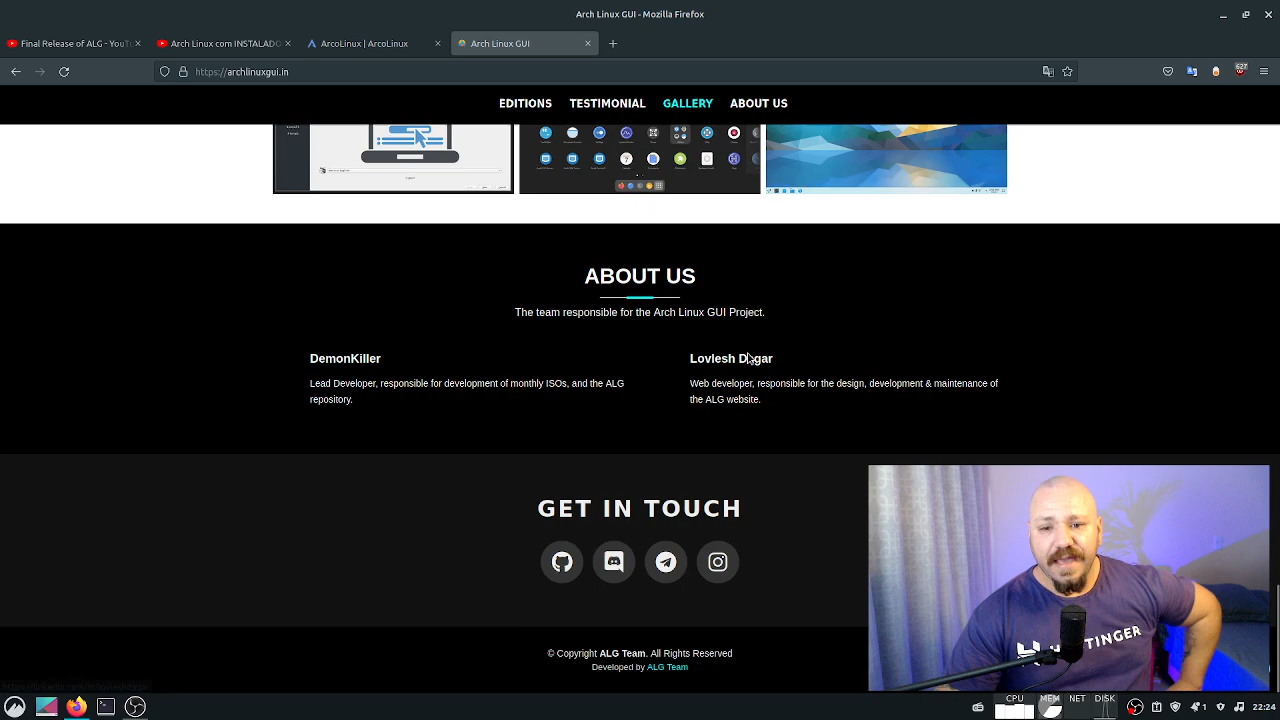 Arch Linux GUI - Mozilla Firefox
Final Release of ALG - YouT
Arch Linux com INSTALADO
ArcoLinux | ArcoLinux
Arch Linux GUI
https://archlinuxgui.in
EDITIONS TESTIMONIAL GALLERY ABOUT US
ABOUT US
The team responsible for the Arch Linux GUI Project.
DemonKiller
Lead Developer, responsible for development of monthly ISOs, and the ALG
repository.
Lovlesh Dagar
Web developer, responsible for the design, development & maintenance of
the ALG website.
GET IN TOUCH
© Copyright ALG Team. All Rights Reserved
Developed by ALG Team
CPU MEM NET DISK
1
22:24